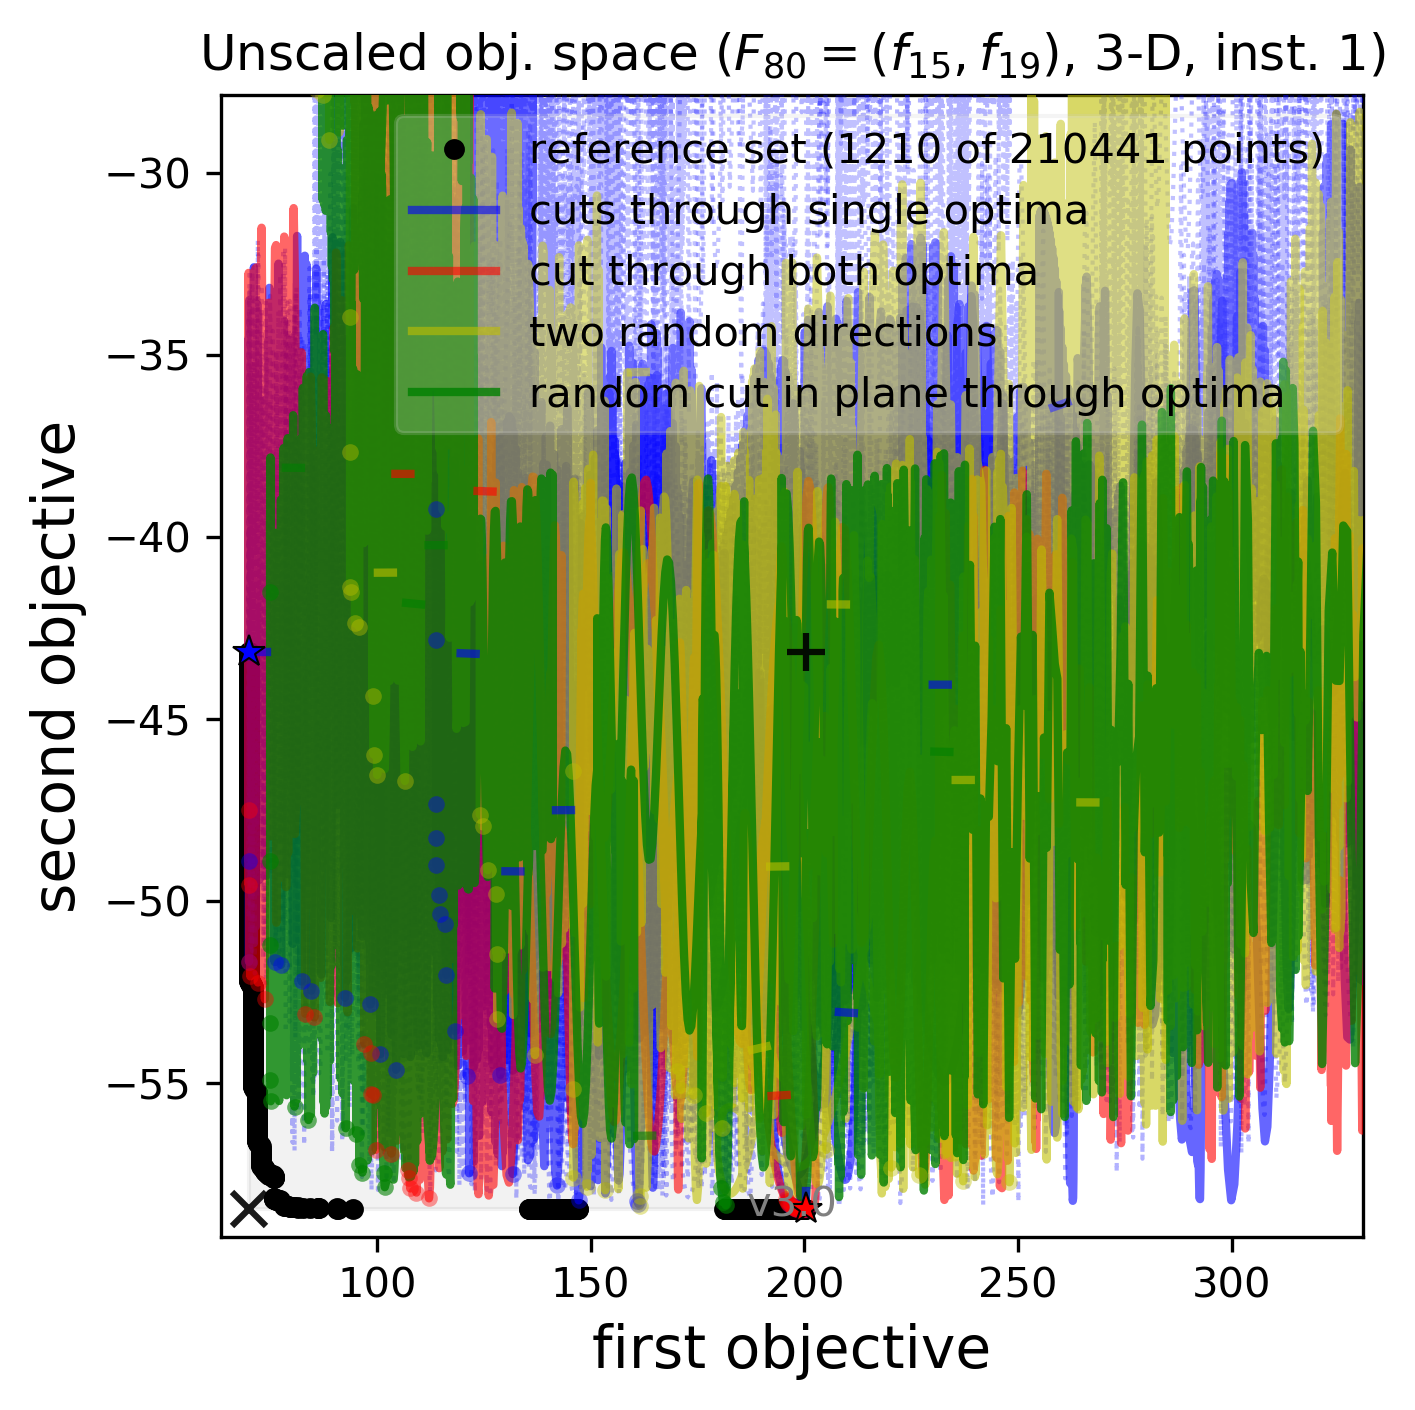 Unscaled obj. space (F80 = (f15, f19), 3-D, inst. 1)
reference set (1210 of 210441 points)
cuts through single optima
cut through both optima
two random directions
random cut in plane through optima
−30
−35
−40
−45
−50
−55
second objective
v3.0
100 150 200 250 300
first objective